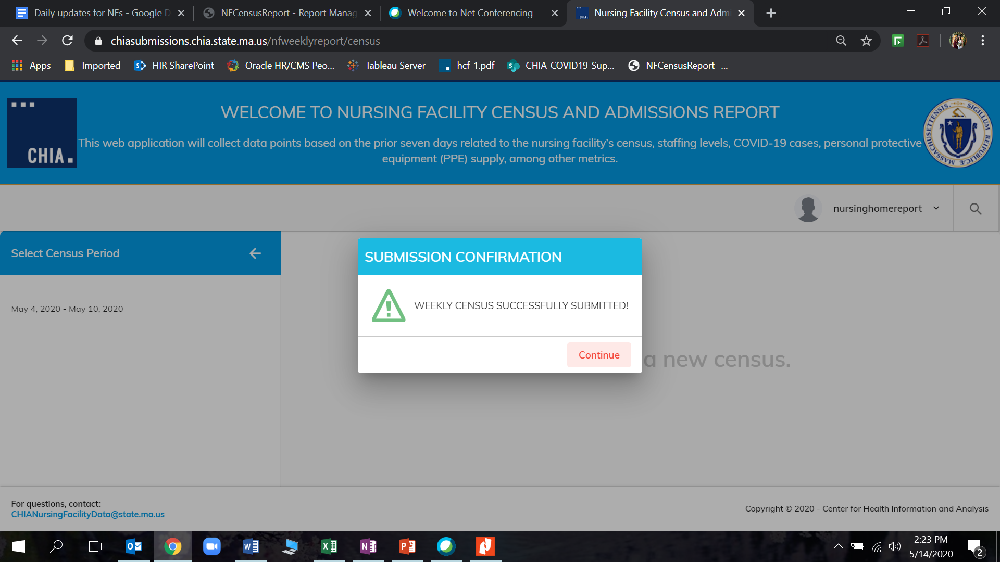 Daily updates for NFs - Google D
NFCensusReport - Report Manag
Welcome to Net Conferencing
Nursing Facility Census and Admi
chiasubmissions.chia.state.ma.us/nfweeklyreport/census
Apps
Imported
HIR SharePoint
Oracle HR/CMS Peo...
Tableau Server
hcf-1.pdf
CHIA-COVID19-Sup...
NFCensusReport -...
CHIA.
WELCOME TO NURSING FACILITY CENSUS AND ADMISSIONS REPORT
This web application will collect data points based on the prior seven days related to the nursing facility's census, staffing levels, COVID-19 cases, personal protective
equipment (PPE) supply, among other metrics.
nursinghomereport
Select Census Period
May 4, 2020 - May 10, 2020
SUBMISSION CONFIRMATION
WEEKLY CENSUS SUCCESSFULLY SUBMITTED!
Continue
a new census.
For questions, contact:
CHIANursingFacilityData@state.ma.us
Copyright © 2020 - Center for Health Information and Analysis
2:23 PM
5/14/2020
2